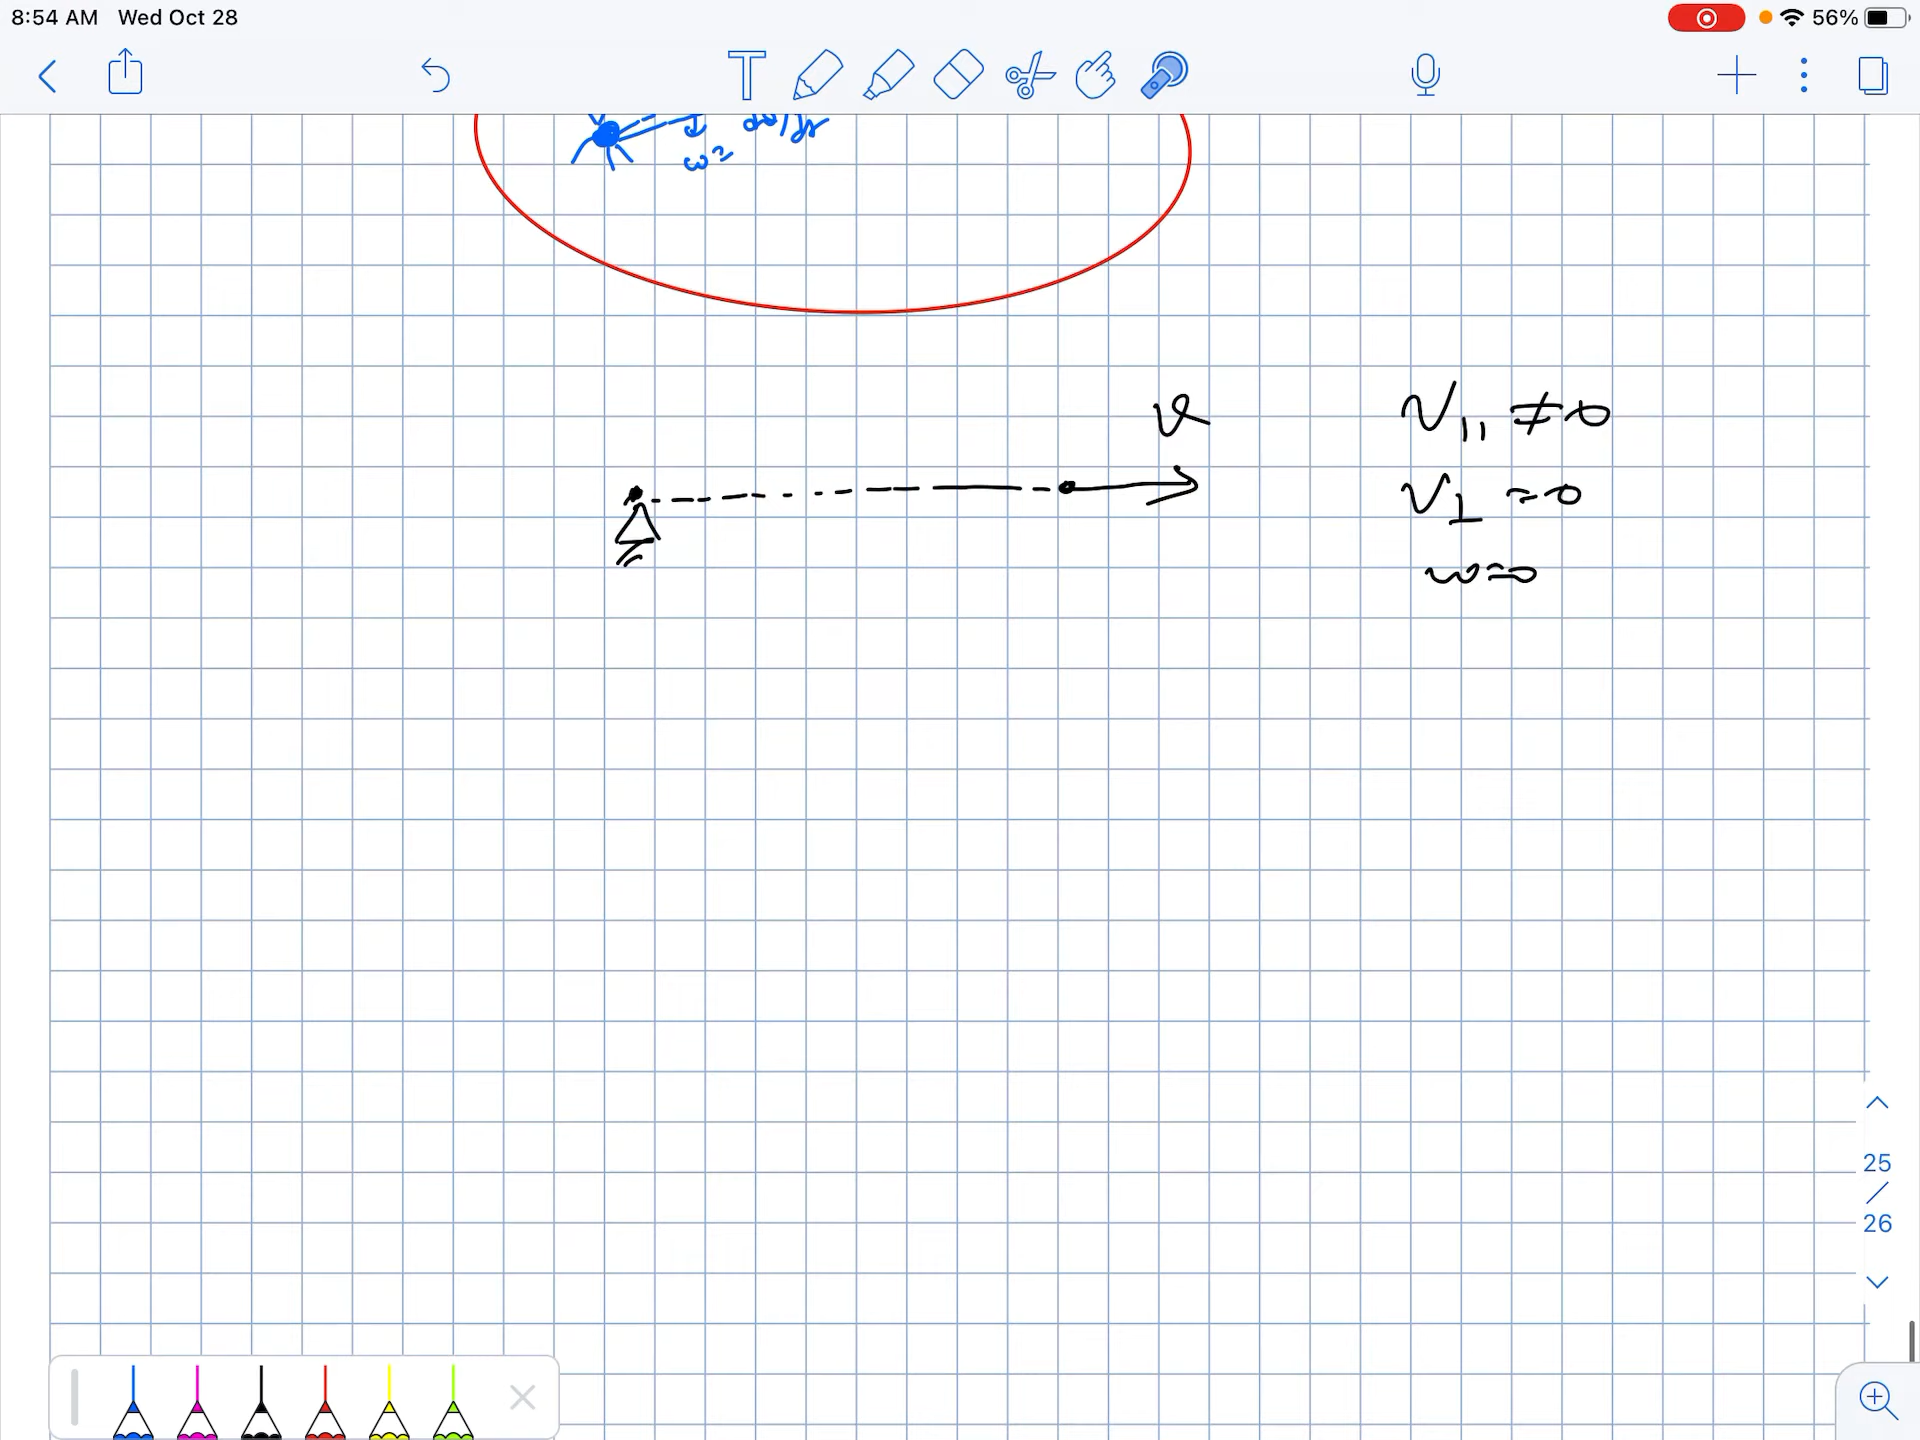 8:54 AM Wed Oct 28
56%
T
ω²
v
V∥ ≠ 0
V⊥ = 0
ω = 0
25
/
26